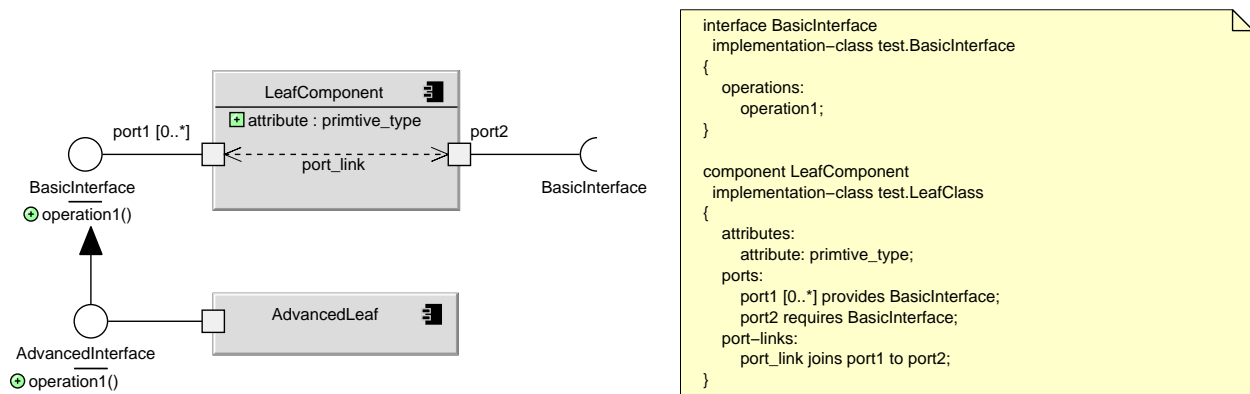 LeafComponent
attribute : primtive_type
port1 [0..*]
port2
port_link
BasicInterface
operation1()
BasicInterface
AdvancedLeaf
AdvancedInterface
operation1()
interface BasicInterface
implementation−class test.BasicInterface
{
operations:
operation1;
}
component LeafComponent
implementation−class test.LeafClass
{
attributes:
attribute: primtive_type;
ports:
port1 [0..*] provides BasicInterface;
port2 requires BasicInterface;
port−links:
port_link joins port1 to port2;
}